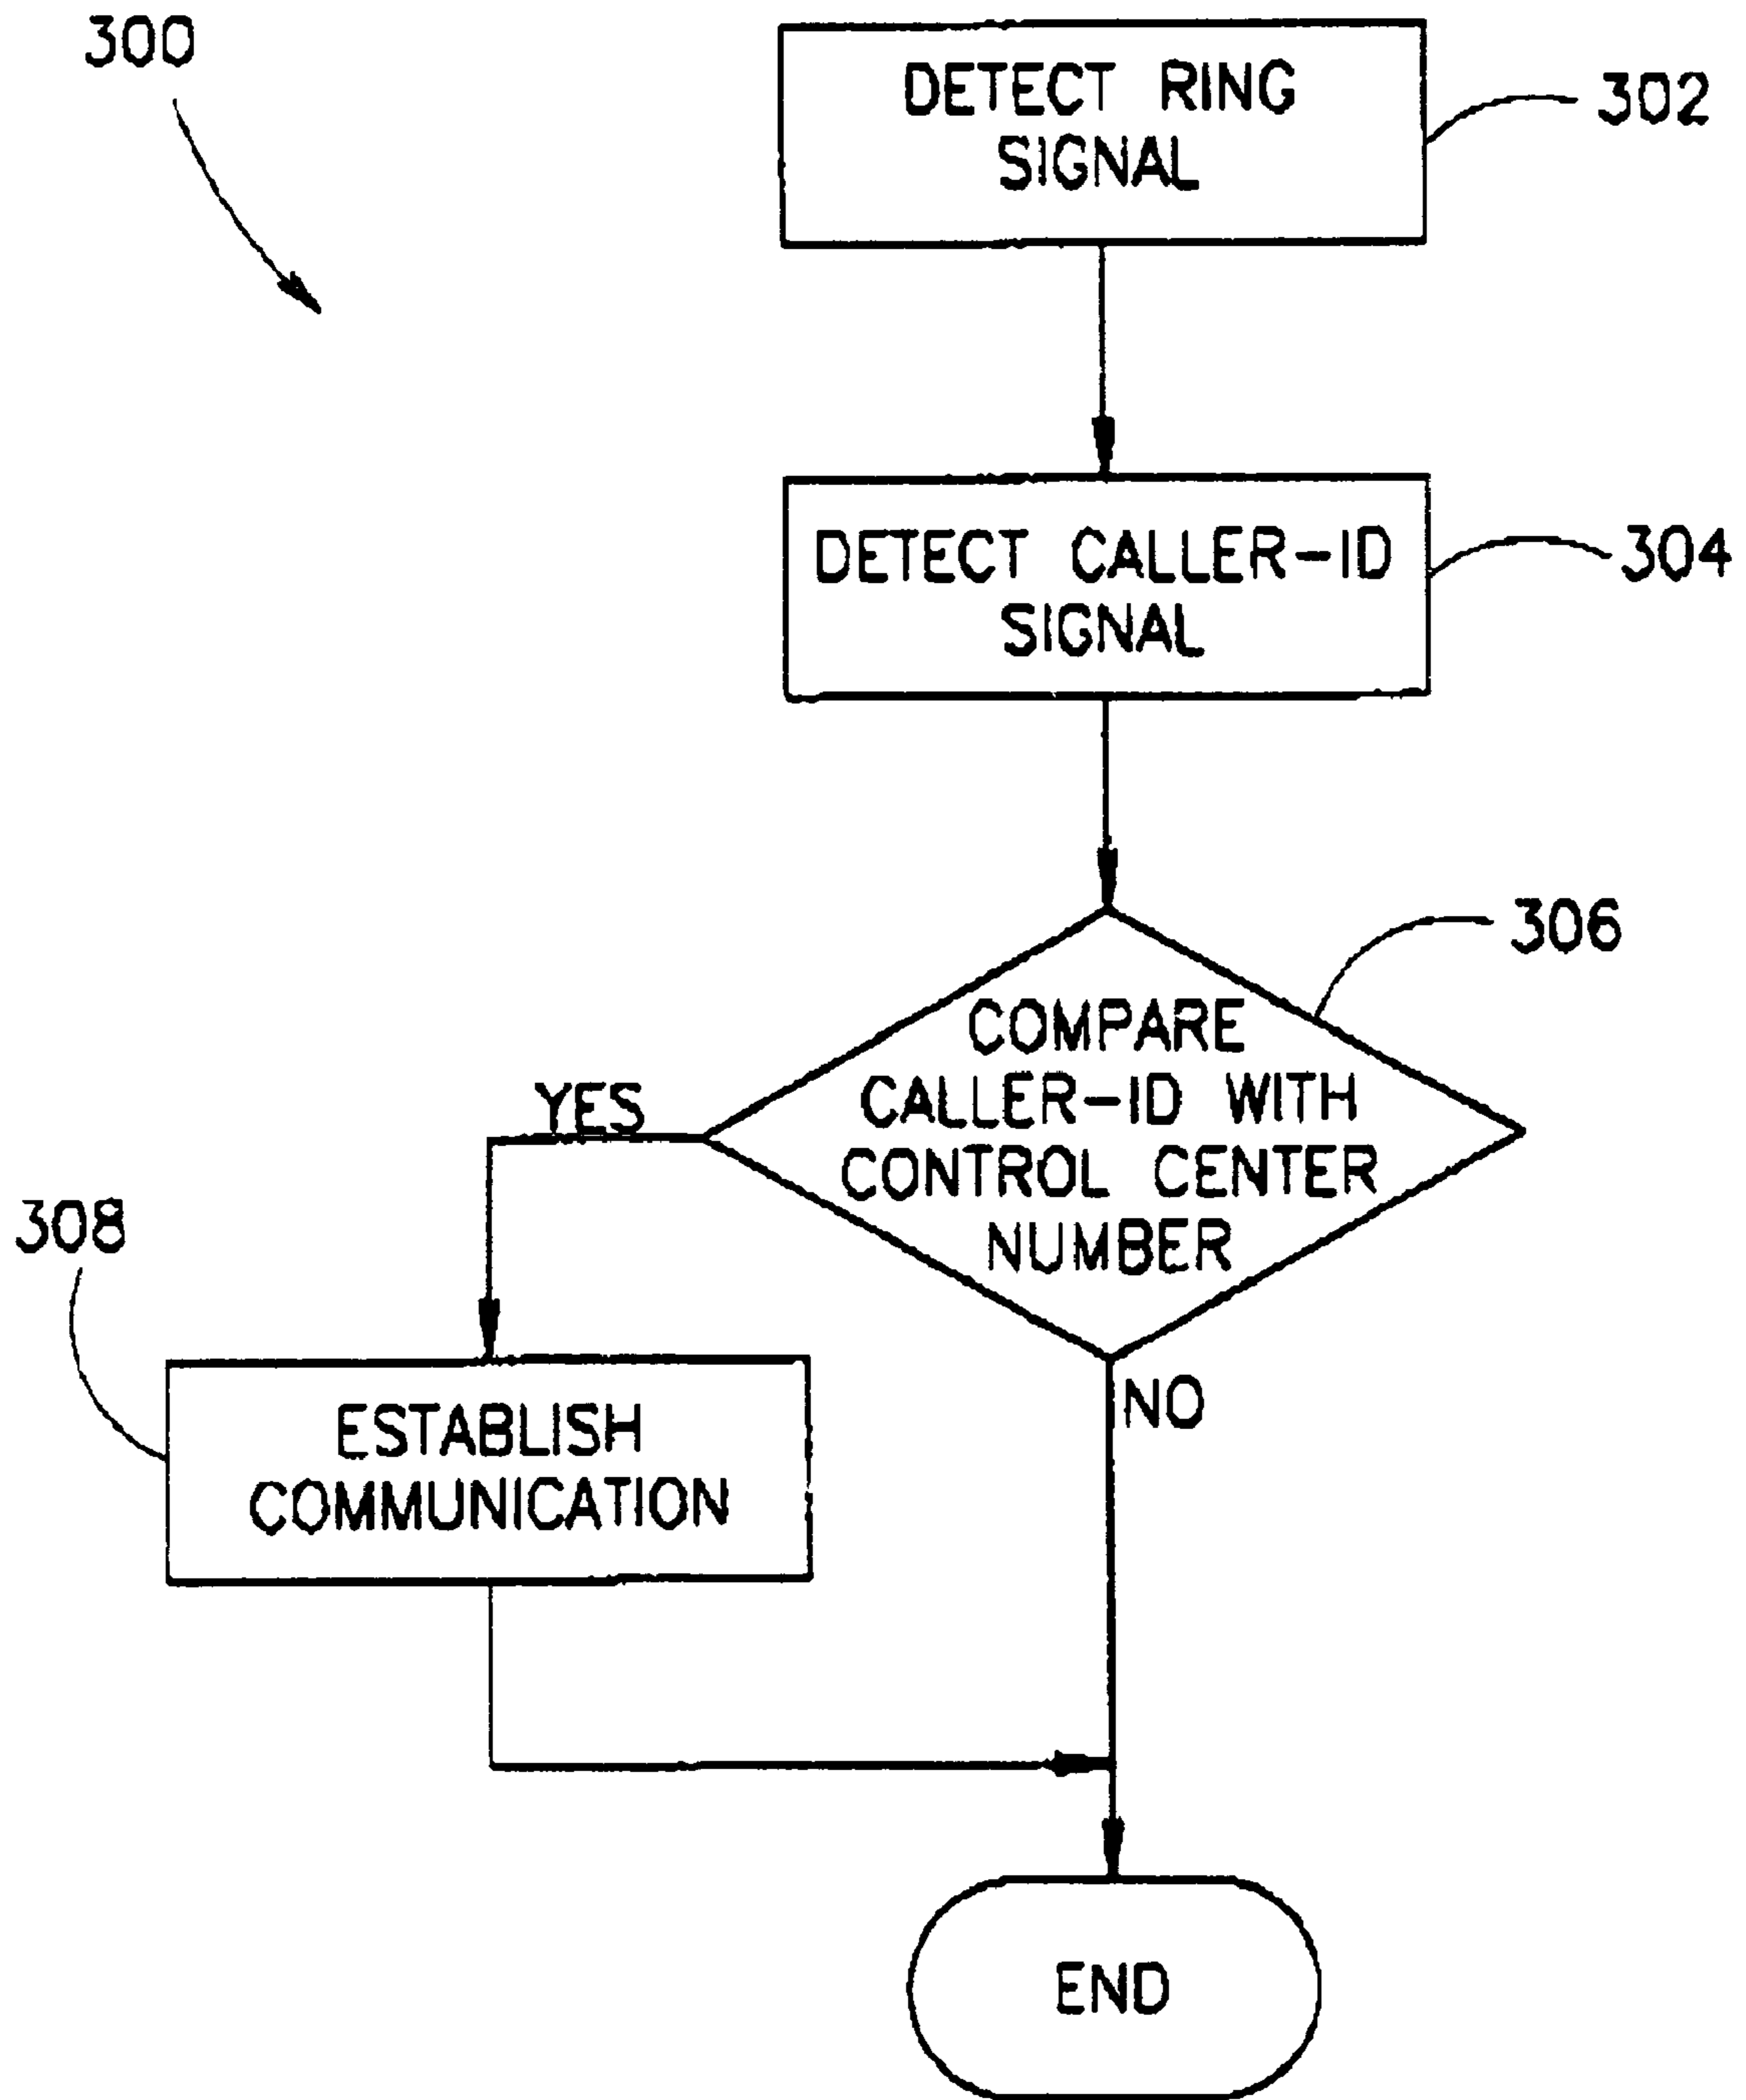 300
DETECT RING
SIGNAL
302
DETECT CALLER-ID
SIGNAL
304
306
COMPARE
CALLER-ID WITH
CONTROL CENTER
NUMBER
YES
308
NO
ESTABLISH
COMMUNICATION
END